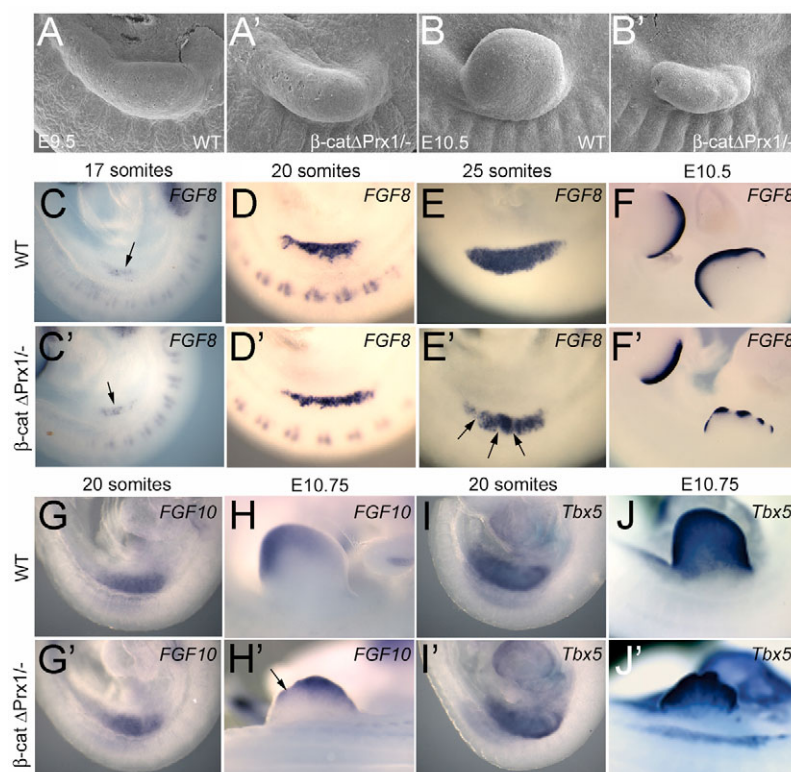 A A' B B'
E9.5 WT β-catΔPrx1/- E10.5 WT β-catΔPrx1/-
17 somites 20 somites 25 somites E10.5
C FGF8 D FGF8 E FGF8 F FGF8
WT
C' FGF8 D' FGF8 E' FGF8 F' FGF8
β-cat ΔPrx1/-
20 somites E10.75 20 somites E10.75
G FGF10 H FGF10 I Tbx5 J Tbx5
WT
G' FGF10 H' FGF10 I' Tbx5 J' Tbx5
β-cat ΔPrx1/-